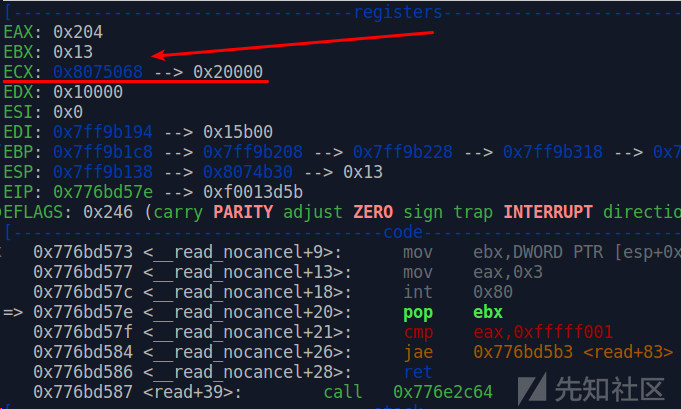 [----------------------------------registers-----------------------------------
EAX: 0x204
EBX: 0x13
ECX: 0x8075068 --> 0x20000
EDX: 0x10000
ESI: 0x0
EDI: 0x7ff9b194 --> 0x15b00
EBP: 0x7ff9b1c8 --> 0x7ff9b208 --> 0x7ff9b228 --> 0x7ff9b318 --> 0x7
ESP: 0x7ff9b138 --> 0x8074b30 --> 0x13
EIP: 0x776bd57e --> 0xf0013d5b
EFLAGS: 0x246 (carry PARITY adjust ZERO sign trap INTERRUPT directio
[-------------------------------------code-------------------------------------
0x776bd573 <__read_nocancel+9>: mov ebx,DWORD PTR [esp+0x
0x776bd577 <__read_nocancel+13>: mov eax,0x3
0x776bd57c <__read_nocancel+18>: int 0x80
=> 0x776bd57e <__read_nocancel+20>: pop ebx
0x776bd57f <__read_nocancel+21>: cmp eax,0xfffff001
0x776bd584 <__read_nocancel+26>: jae 0x776bd5b3 <read+83>
0x776bd586 <__read_nocancel+28>: ret
0x776bd587 <read+39>: call 0x776e2c64
先知社区